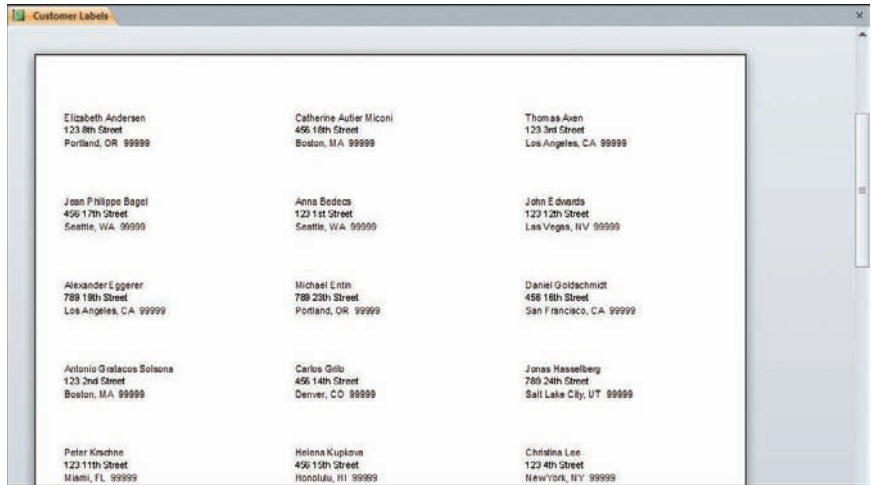 Customer Labels
Elizabeth Andersen
123 8th Street
Portland, OR 99999
Catherine Autier Miconi
456 18th Street
Boston, MA 99999
Thomas Axen
123 3rd Street
Los Angeles, CA 99999
Jean Philippe Bagel
456 17th Street
Seattle, WA 99999
Anna Bedecs
123 1st Street
Seattle, WA 99999
John Edwards
123 12th Street
Las Vegas, NV 99999
Alexander Eggerer
789 19th Street
Los Angeles, CA 99999
Michael Entin
789 23th Street
Portland, OR 99999
Daniel Goldschmidt
456 16th Street
San Francisco, CA 99999
Antonio Gratacos Solsona
123 2nd Street
Boston, MA 99999
Carlos Grilo
456 14th Street
Denver, CO 99999
Jonas Hasselberg
789 24th Street
Salt Lake City, UT 99999
Peter Krschne
123 11th Street
Miami, FL 99999
Helena Kupkova
456 15th Street
Honolulu, HI 99999
Christina Lee
123 4th Street
New York, NY 99999